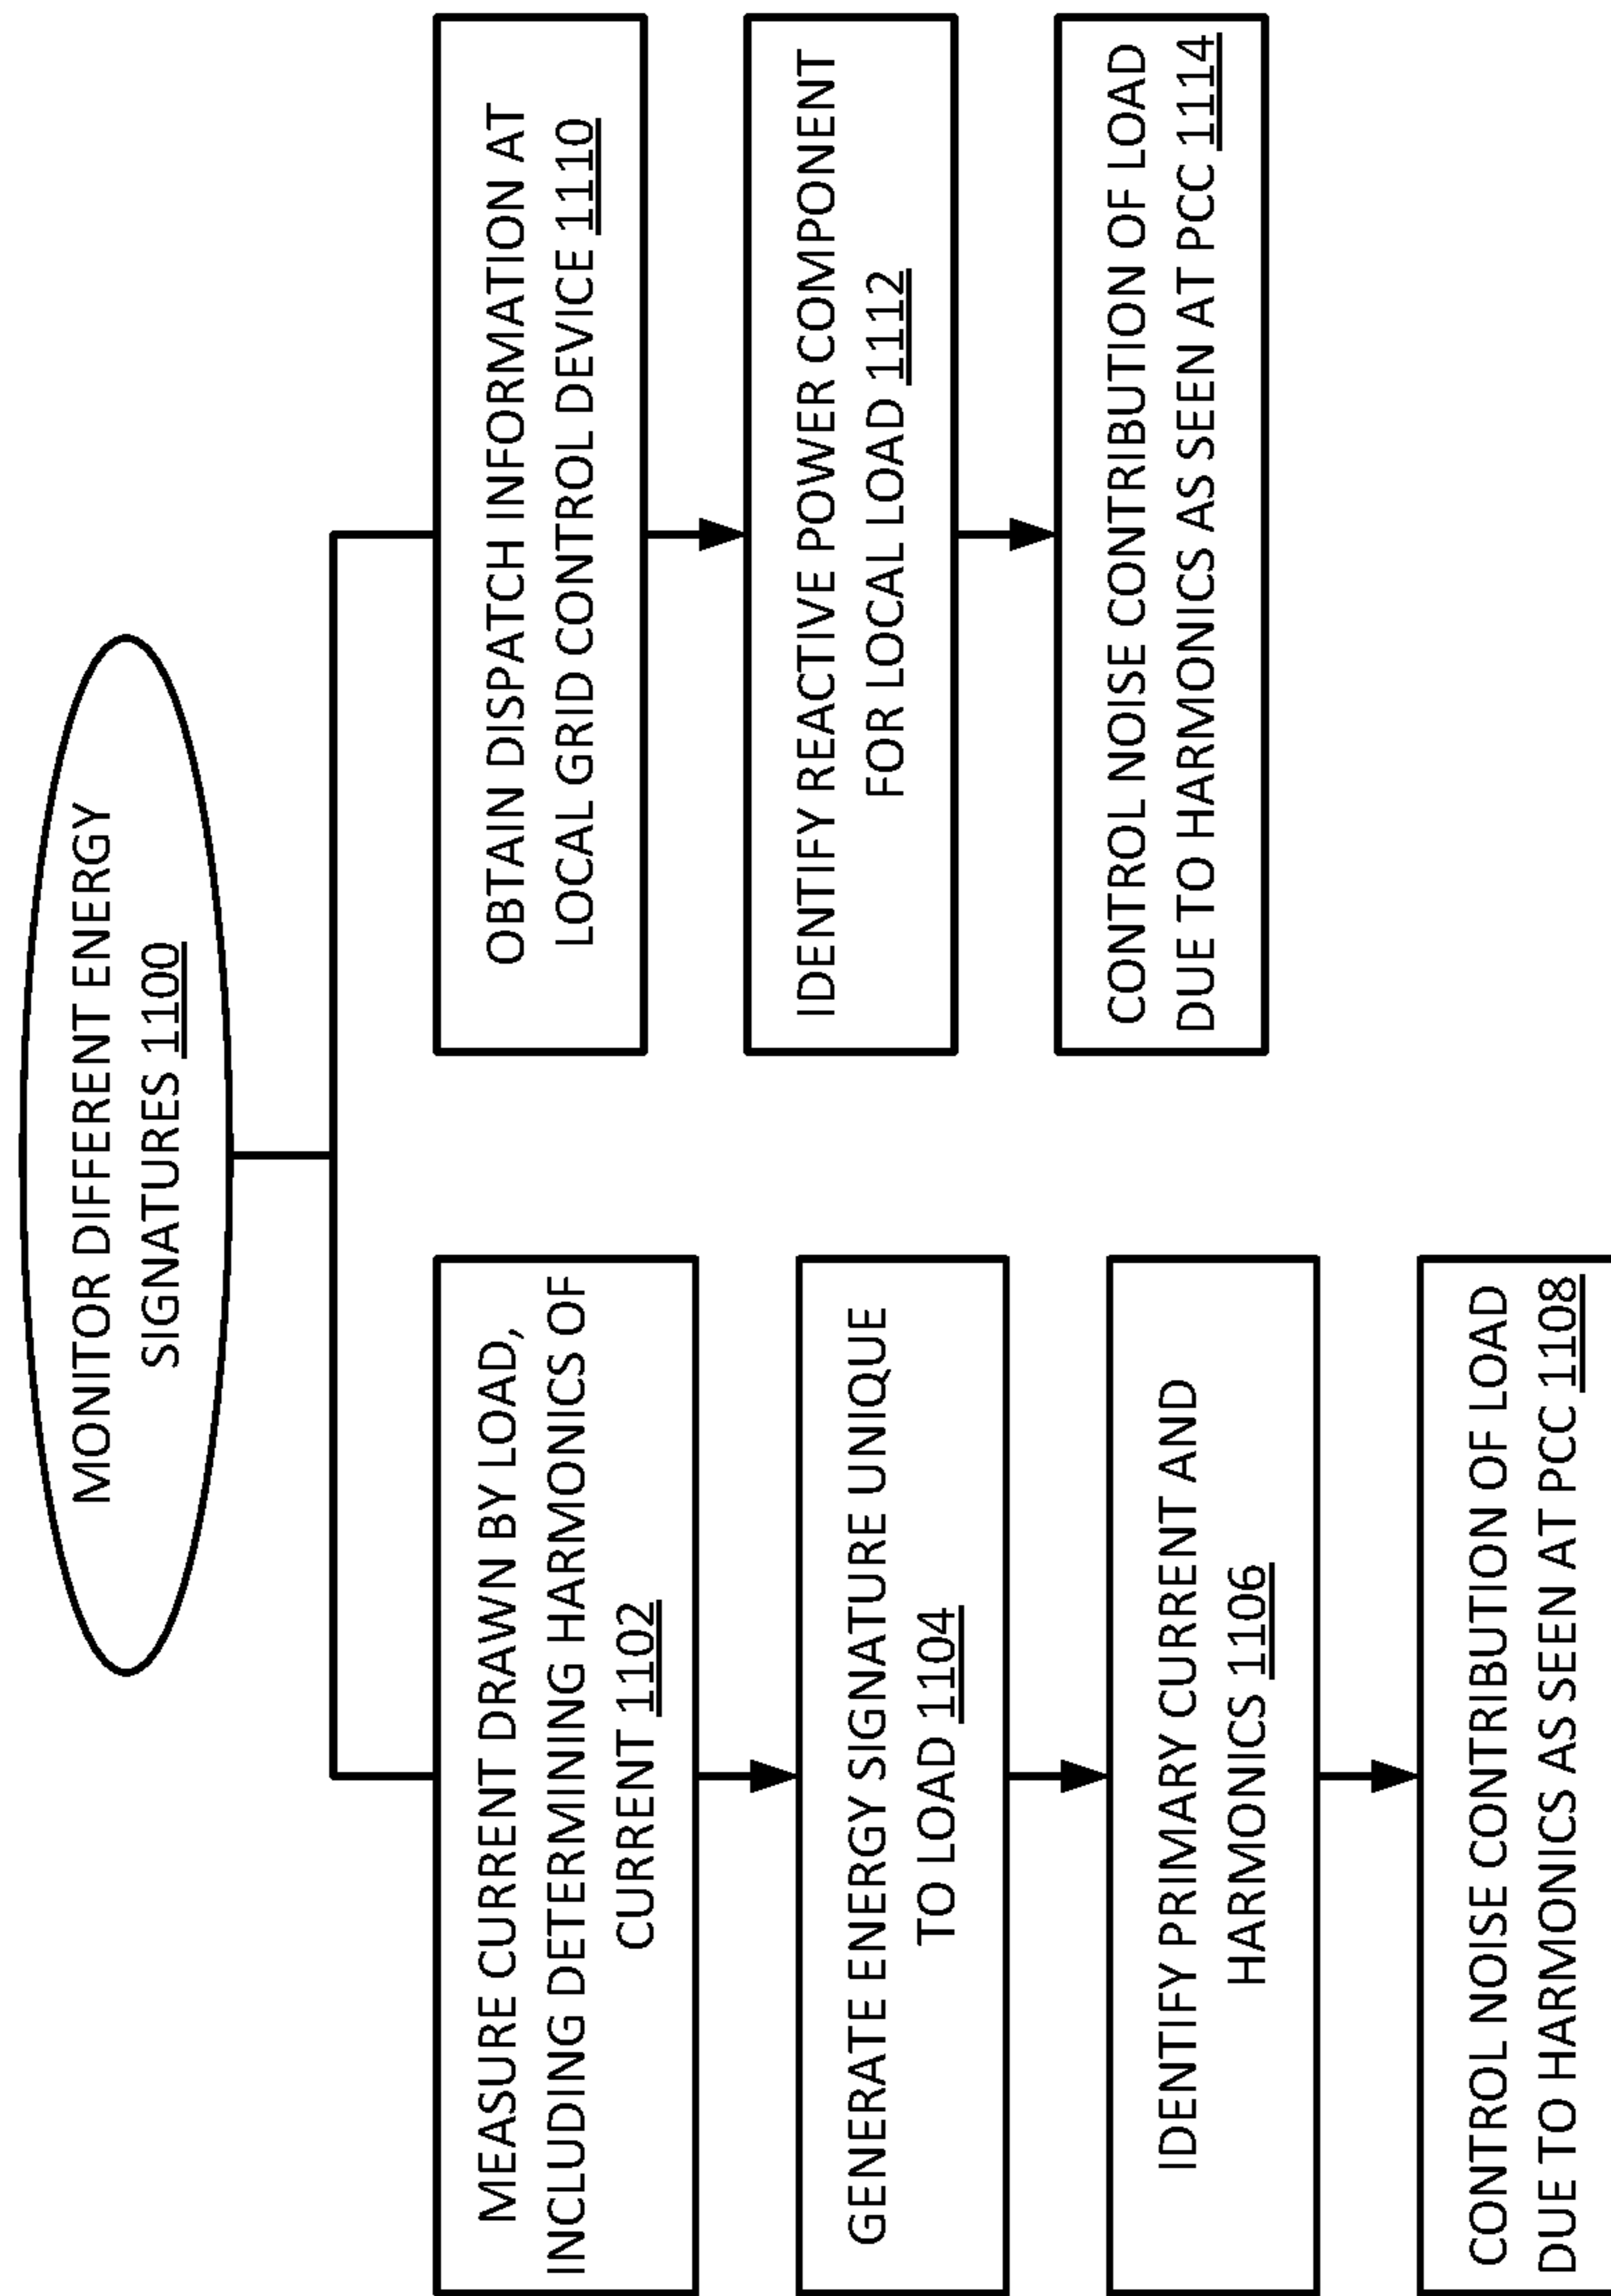 MONITOR DIFFERENT ENERGY
SIGNATURES 1100
MEASURE CURRENT DRAWN BY LOAD,
INCLUDING DETERMINING HARMONICS OF
CURRENT 1102
GENERATE ENERGY SIGNATURE UNIQUE
TO LOAD 1104
IDENTIFY PRIMARY CURRENT AND
HARMONICS 1106
CONTROL NOISE CONTRIBUTION OF LOAD
DUE TO HARMONICS AS SEEN AT PCC 1108
OBTAIN DISPATCH INFORMATION AT
LOCAL GRID CONTROL DEVICE 1110
IDENTIFY REACTIVE POWER COMPONENT
FOR LOCAL LOAD 1112
CONTROL NOISE CONTRIBUTION OF LOAD
DUE TO HARMONICS AS SEEN AT PCC 1114